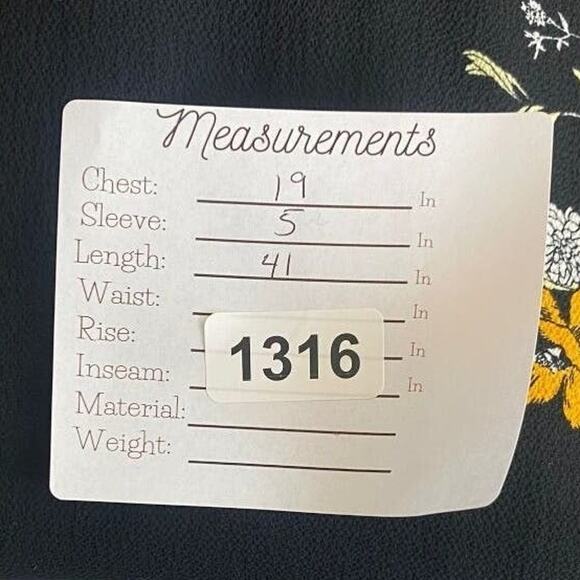 Measurements
Chest: 19 In
Sleeve: 5 In
Length: 41 In
Waist: In
Rise: In
Inseam: In
1316
Material:
Weight: